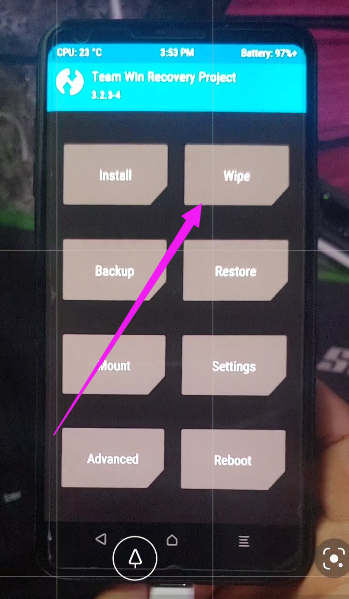 CPU: 23 °C 3:53 PM Battery: 97%+
Team Win Recovery Project
3.2.3-4
Install Wipe
Backup Restore
Mount Settings
Advanced Reboot